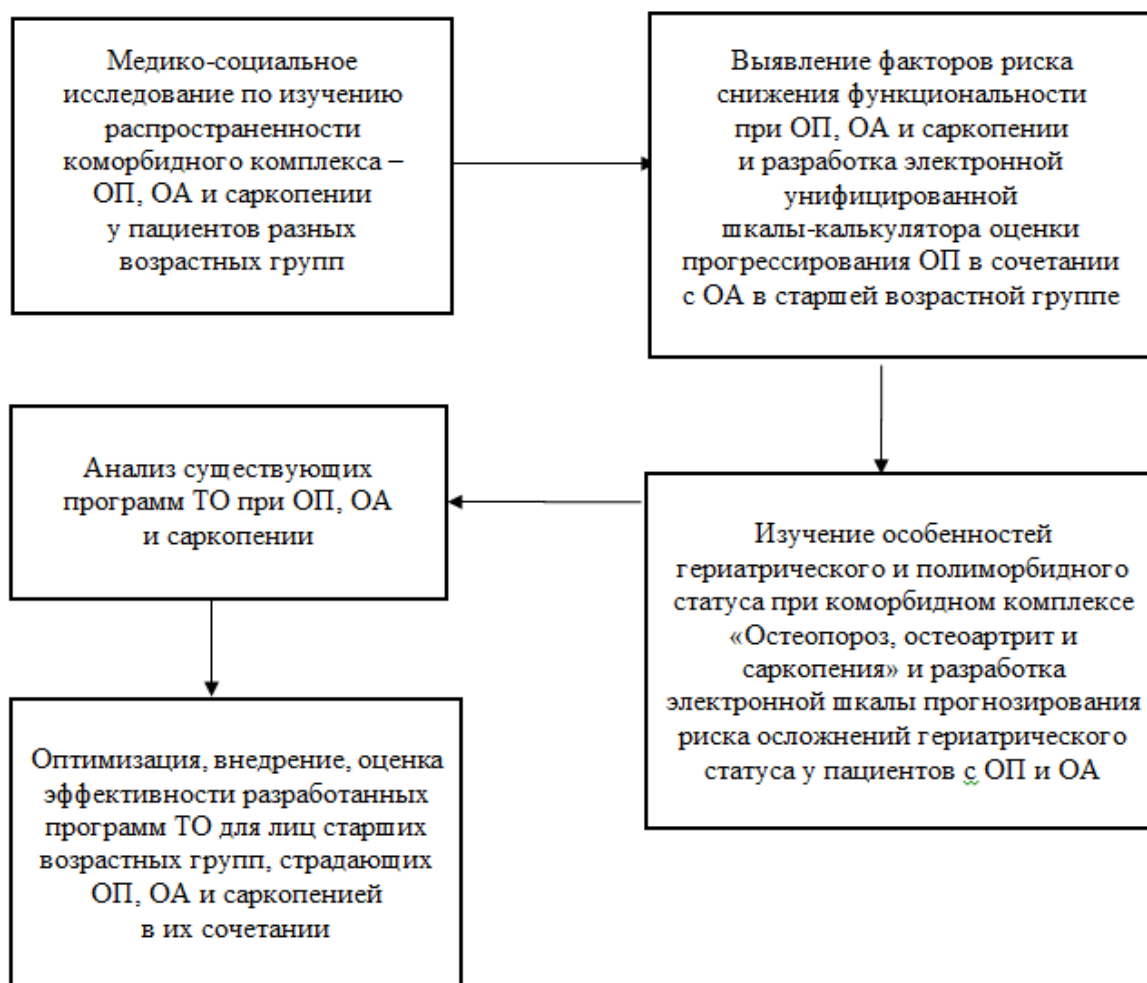 Медико-социальное
исследование по изучению
распространенности
коморбидного комплекса –
ОП, ОА и саркопении
у пациентов разных
возрастных групп
Выявление факторов риска
снижения функциональности
при ОП, ОА и саркопении
и разработка электронной
унифицированной
шкалы-калькулятора оценки
прогрессирования ОП в сочетании
с ОА в старшей возрастной группе
Изучение особенностей
гериатрического и полиморбидного
статуса при коморбидном комплексе
«Остеопороз, остеоартрит и
саркопения» и разработка
электронной шкалы прогнозирования
риска осложнений гериатрического
статуса у пациентов с ОП и ОА
Анализ существующих
программ ТО при ОП, ОА
и саркопении
Оптимизация, внедрение, оценка
эффективности разработанных
программ ТО для лиц старших
возрастных групп, страдающих
ОП, ОА и саркопенией
в их сочетании